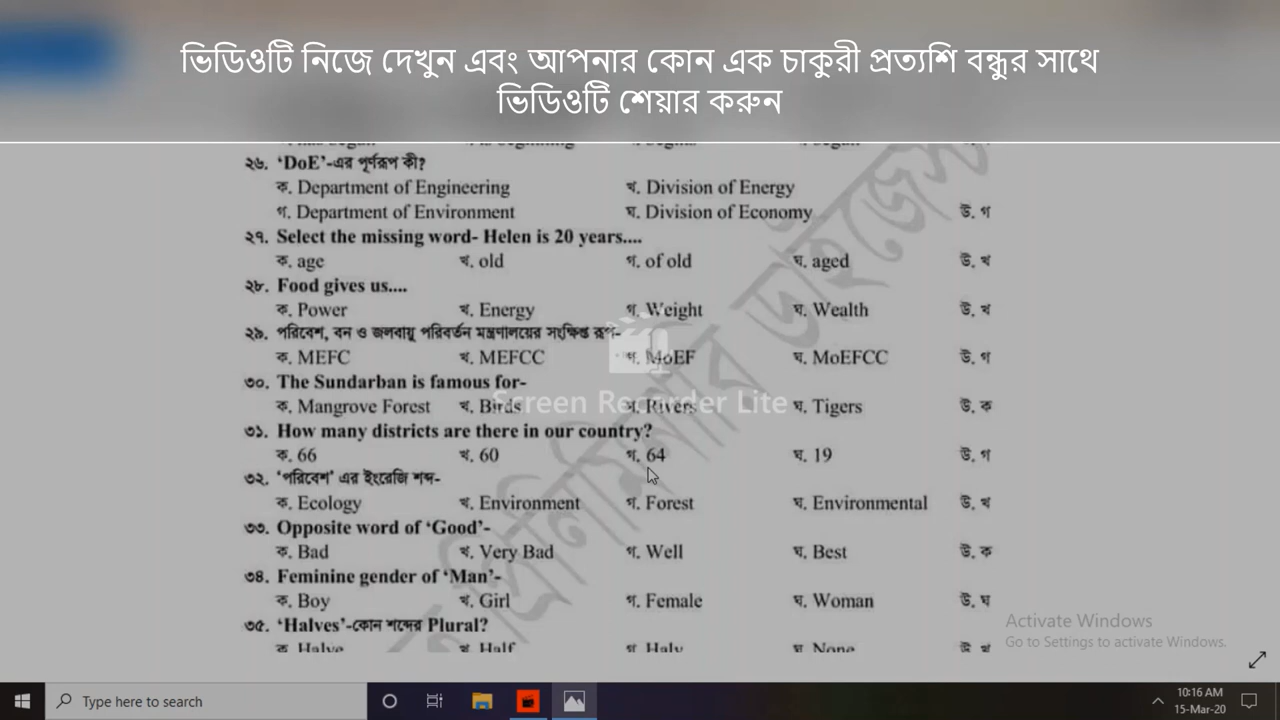 ভিডিওটি নিজে দেখুন এবং আপনার কোন এক চাকুরী প্রত্যশি বন্ধুর সাথে
ভিডিওটি শেয়ার করুন
২৬. ‘DoE’-এর পূর্ণরূপ কী?
ক. Department of Engineering খ. Division of Energy
গ. Department of Environment ঘ. Division of Economy উ. গ
২৭. Select the missing word- Helen is 20 years....
ক. age খ. old গ. of old ঘ. aged উ. খ
২৮. Food gives us....
ক. Power খ. Energy গ. Weight ঘ. Wealth উ. খ
২৯. পরিবেশ, বন ও জলবায়ু পরিবর্তন মন্ত্রণালয়ের সংক্ষিপ্ত রূপ-
ক. MEFC খ. MEFCC গ. MoEF ঘ. MoEFCC উ. গ
৩০. The Sundarban is famous for-
Screen Recorder Lite
ক. Mangrove Forest খ. Birds গ. Rivers ঘ. Tigers উ. ক
৩১. How many districts are there in our country?
ক. 66 খ. 60 গ. 64 ঘ. 19 উ. গ
৩২. ‘পরিবেশ’ এর ইংরেজি শব্দ-
ক. Ecology খ. Environment গ. Forest ঘ. Environmental উ. খ
৩৩. Opposite word of ‘Good’-
ক. Bad খ. Very Bad গ. Well ঘ. Best উ. ক
৩৪. Feminine gender of ‘Man’-
ক. Boy খ. Girl গ. Female ঘ. Woman উ. ঘ
৩৫. ‘Halves’-কোন শব্দের Plural?
ক. Halve খ. Half গ. Haly ঘ. None উ. খ
Activate Windows
Go to Settings to activate Windows.
Type here to search
10:16 AM
15-Mar-20